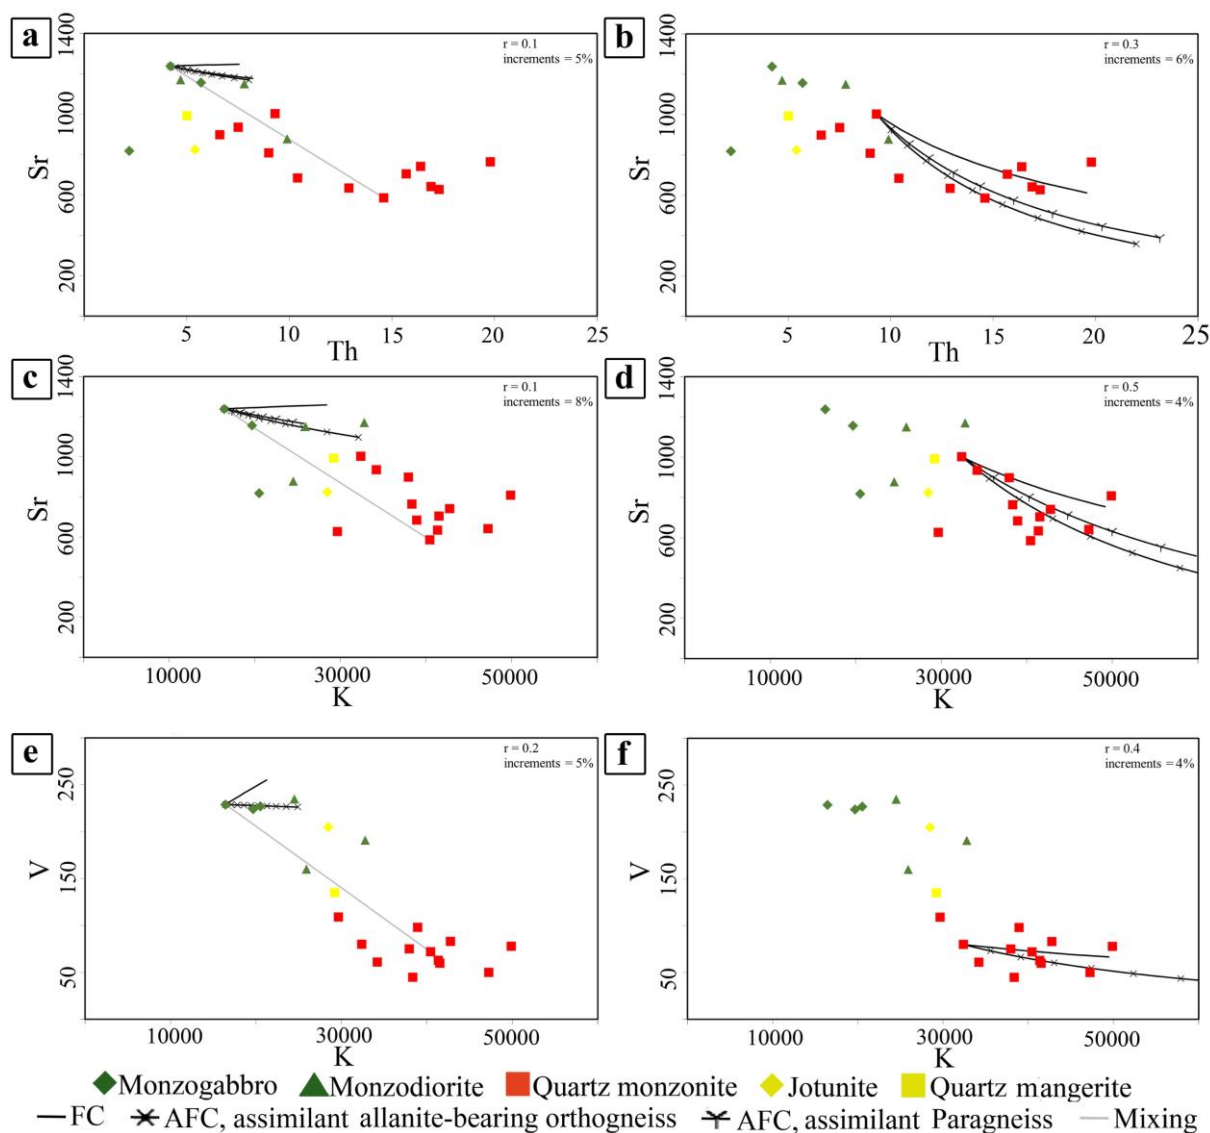 a
r = 0.1
increments = 5%
1400
1000
600
200
Sr
5
10
15
20
25
Th
b
r = 0.3
increments = 6%
1400
1000
600
200
Sr
5
10
15
20
25
Th
c
r = 0.1
increments = 8%
1400
1000
600
200
Sr
10000
30000
50000
K
d
r = 0.5
increments = 4%
1400
1000
600
200
Sr
10000
30000
50000
K
e
r = 0.2
increments = 5%
250
150
50
V
10000
30000
50000
K
f
r = 0.4
increments = 4%
250
150
50
V
10000
30000
50000
K
Monzogabbro Monzodiorite Quartz monzonite Jotunite Quartz mangerite
FC AFC, assimilant allanite-bearing orthogneiss AFC, assimilant Paragneiss Mixing